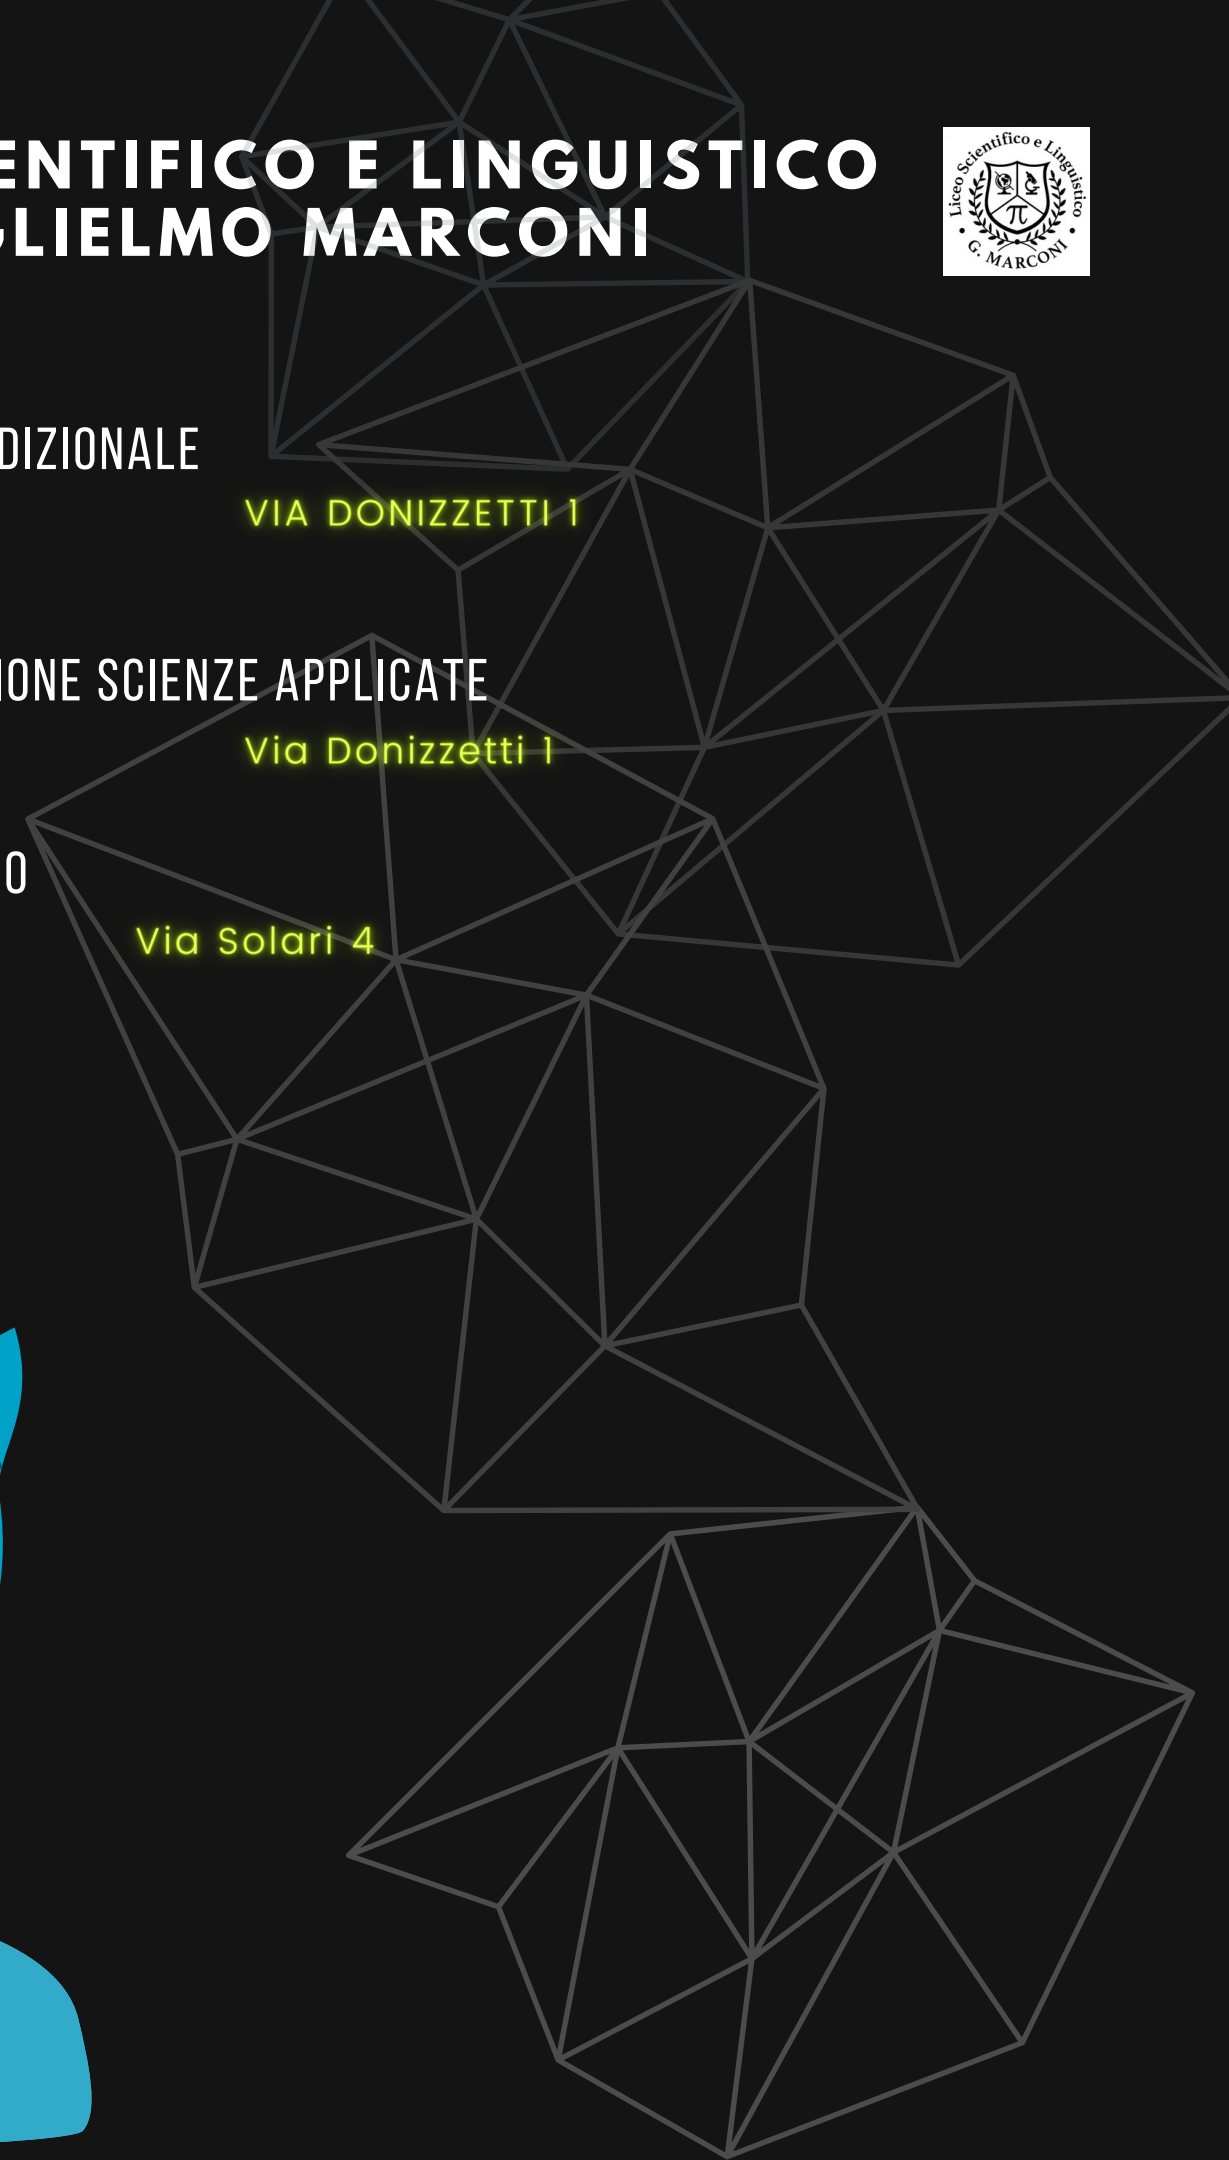 ENTIFICO E LINGUISTICO
GLIELMO MARCONI
Liceo Scientifico e Linguistico
π
• G. MARCONI •
DIZIONALE
VIA DONIZZETTI 1
IONE SCIENZE APPLICATE
Via Donizzetti 1
O
Via Solari 4